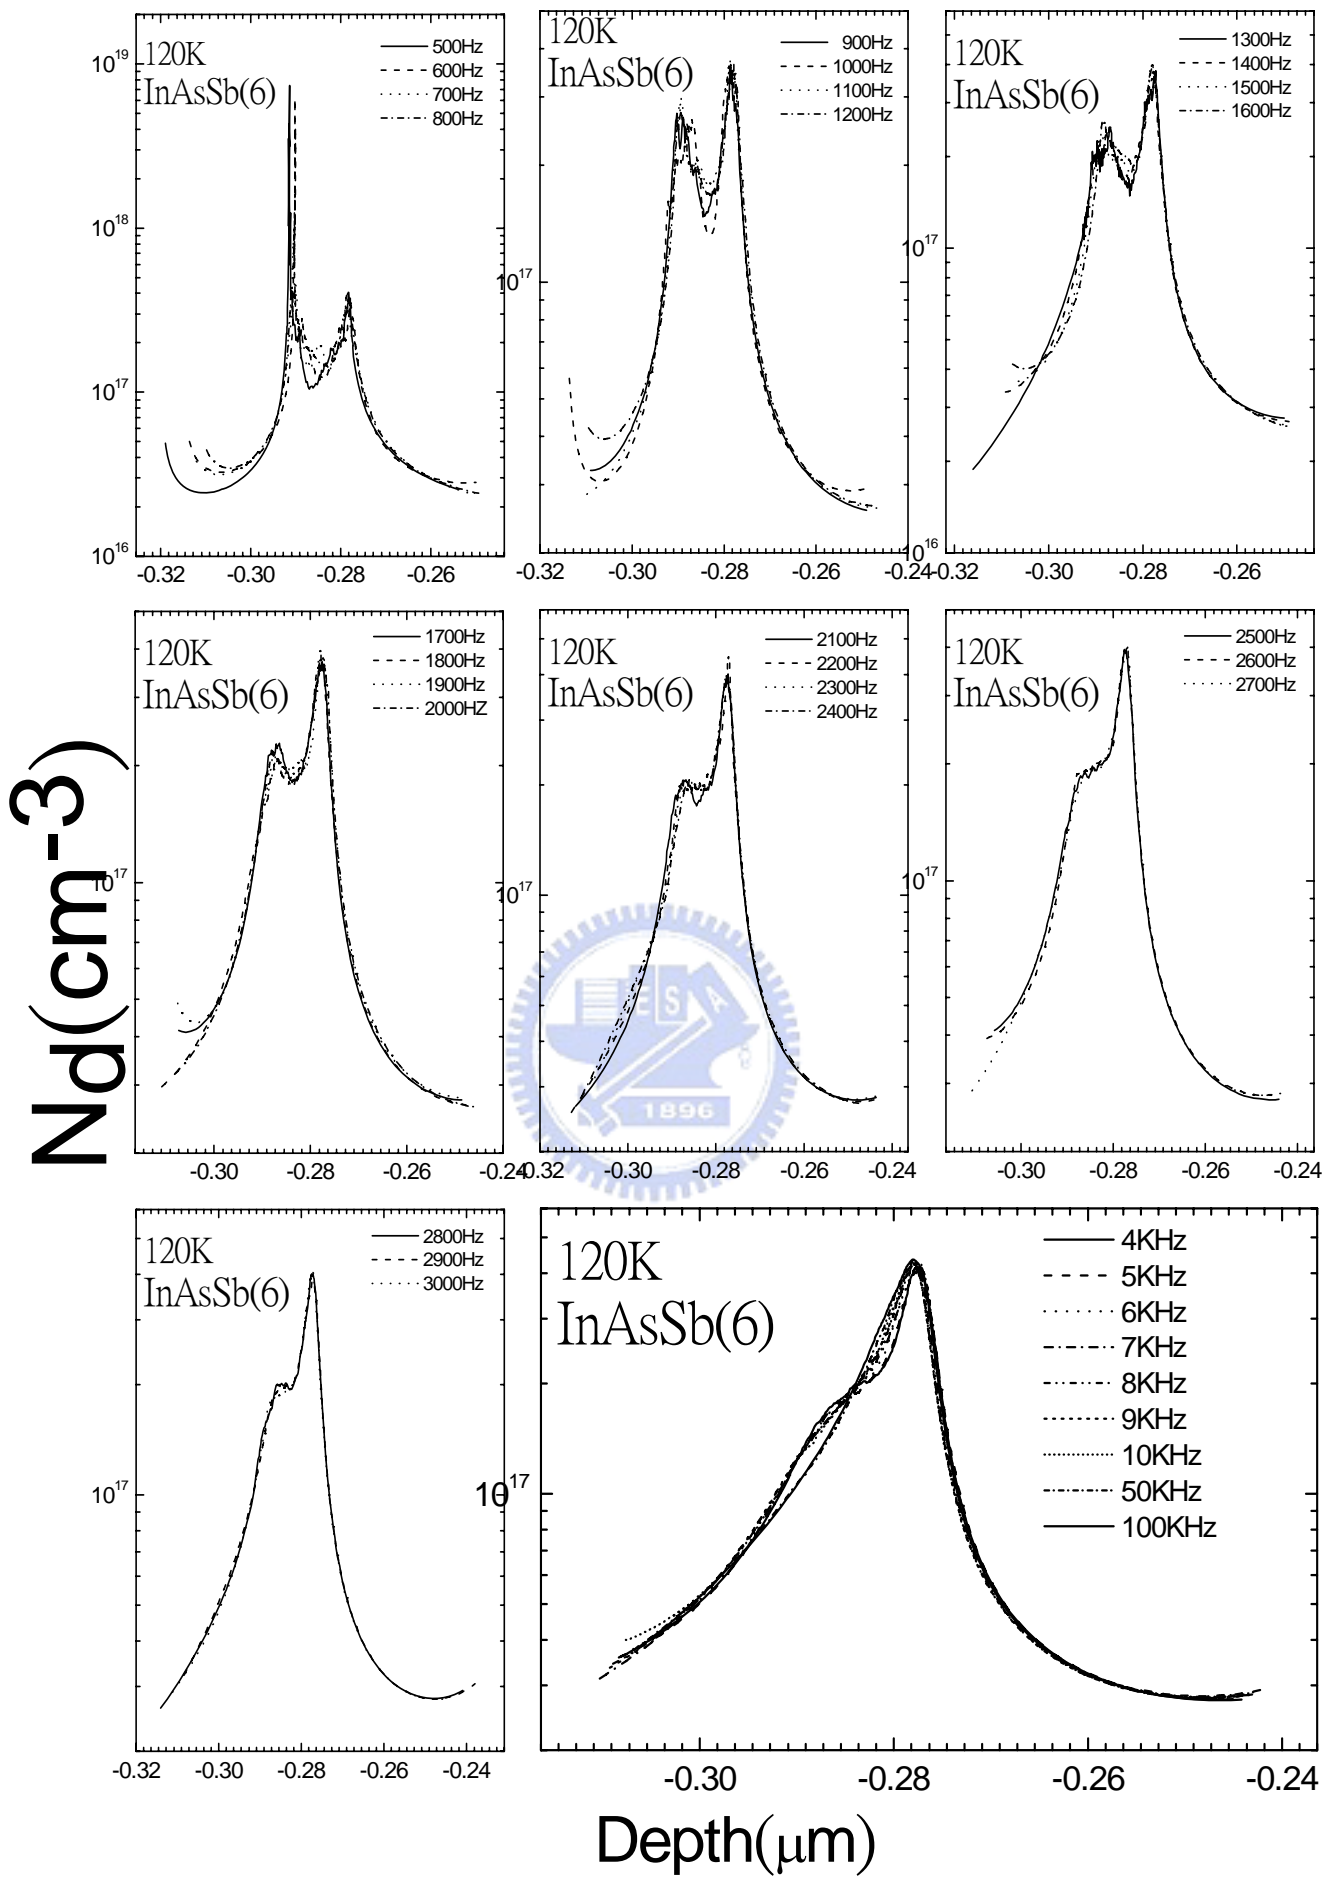 120K
InAsSb(6)
500Hz
600Hz
700Hz
800Hz
10^19
10^18
10^17
10^16
-0.32 -0.30 -0.28 -0.26
120K
InAsSb(6)
900Hz
1000Hz
1100Hz
1200Hz
10^17
-0.32 -0.30 -0.28 -0.26 -0.24
120K
InAsSb(6)
1300Hz
1400Hz
1500Hz
1600Hz
10^17
10^16
-0.32 -0.30 -0.28 -0.26
120K
InAsSb(6)
1700Hz
1800Hz
1900Hz
2000HZ
10^17
-0.30 -0.28 -0.26 -0.24
120K
InAsSb(6)
2100Hz
2200Hz
2300Hz
2400Hz
10^17
-0.32 -0.30 -0.28 -0.26 -0.24
120K
InAsSb(6)
2500Hz
2600Hz
2700Hz
10^17
-0.30 -0.28 -0.26 -0.24
Nd(cm-3)
ESA
1896
120K
InAsSb(6)
2800Hz
2900Hz
3000Hz
10^17
-0.32 -0.30 -0.28 -0.26 -0.24
120K
InAsSb(6)
4KHz
5KHz
6KHz
7KHz
8KHz
9KHz
10KHz
50KHz
100KHz
10^17
-0.30 -0.28 -0.26 -0.24
Depth(μm)